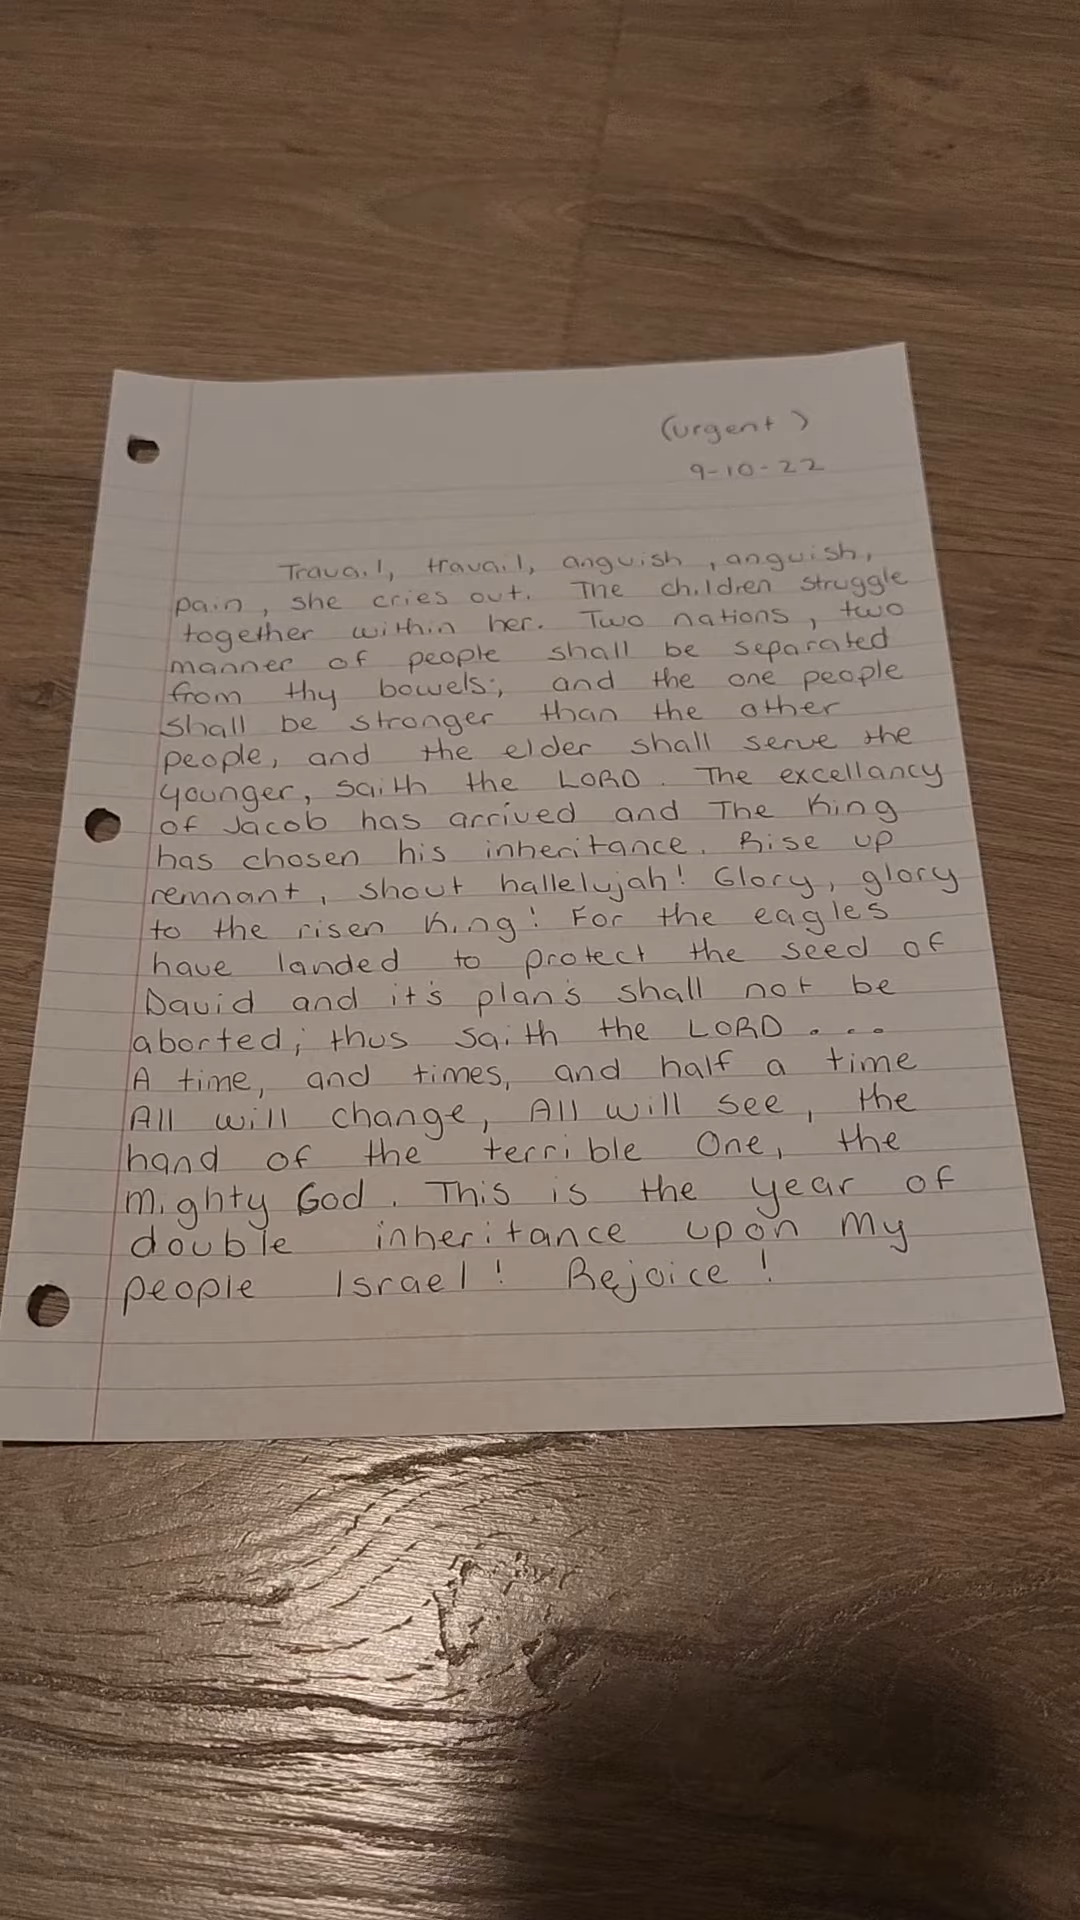 (urgent)
9-10-22
Travail, travail, anguish, anguish,
pain, she cries out. The children struggle
together within her. Two nations, two
manner of people shall be separated
from thy bowels; and the one people
shall be stronger than the other
people, and the elder shall serve the
younger, saith the LORD. The excellancy
of Jacob has arrived and The King
has chosen his inheritance. Rise up
remnant, shout hallelujah! Glory, glory
to the risen King! For the eagles
have landed to protect the seed of
David and it's plan's shall not be
aborted; thus saith the LORD....
A time, and times, and half a time
All will change, All will see, the
hand of the terrible One, the
Mighty God. This is the year of
double inheritance upon My
people Israel! Rejoice!